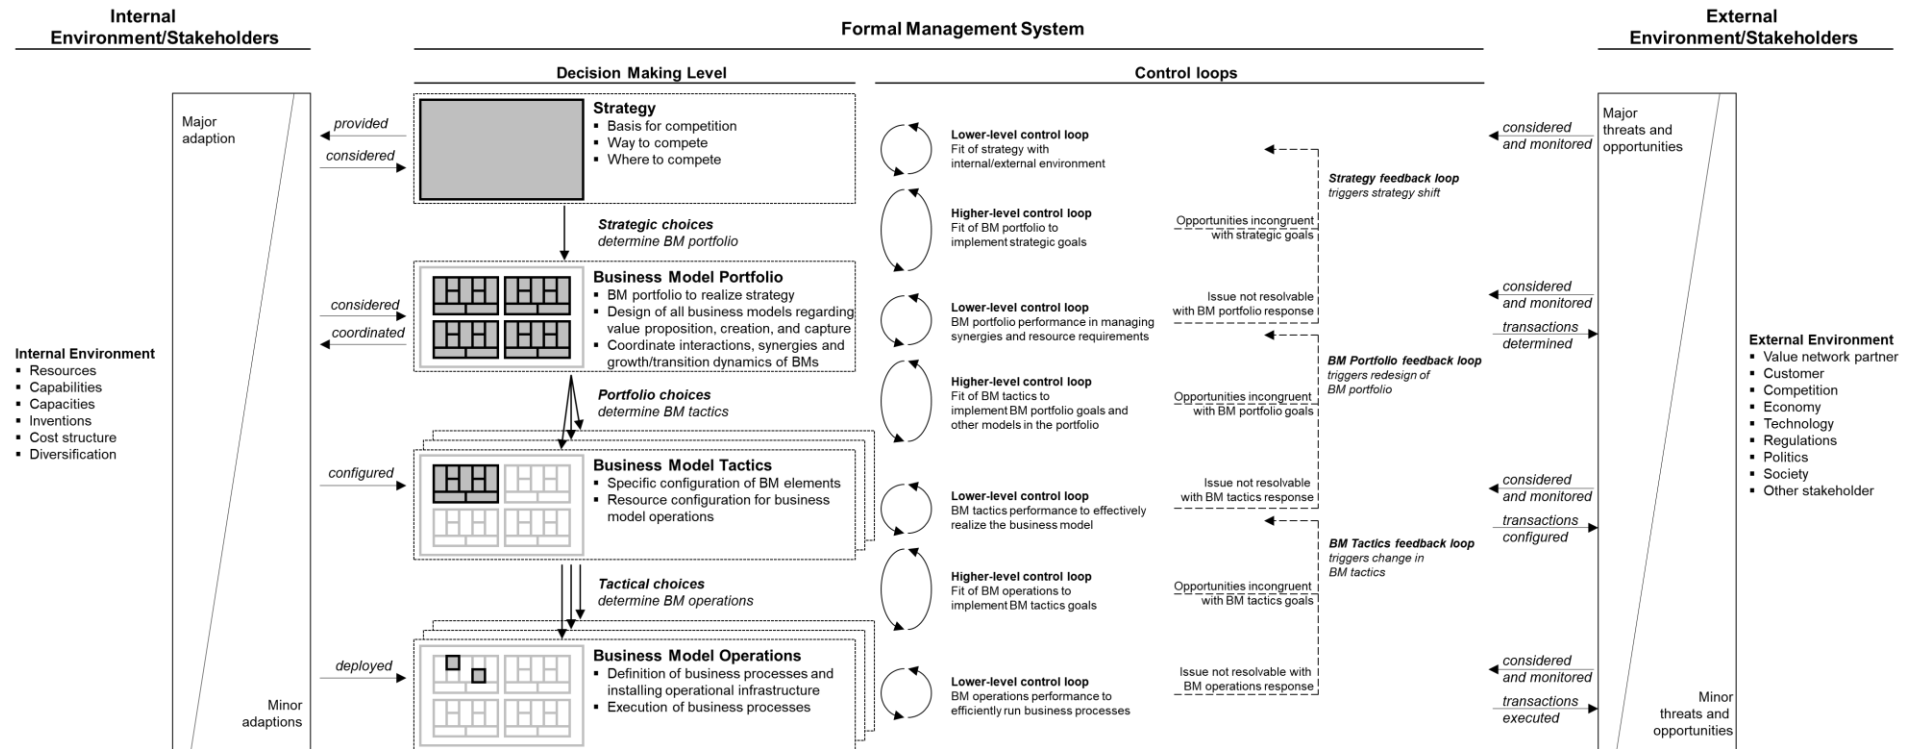 Internal
Environment/Stakeholders
Formal Management System
External
Environment/Stakeholders
Decision Making Level
Control loops
Major
adaption
provided
considered
Strategy
▪ Basis for competition
▪ Way to compete
▪ Where to compete
Lower-level control loop
Fit of strategy with
internal/external environment
considered
and monitored
Major
threats and
opportunities
Strategy feedback loop
triggers strategy shift
Strategic choices
determine BM portfolio
Higher-level control loop
Fit of BM portfolio to
implement strategic goals
Opportunities incongruent
with strategic goals
considered
coordinated
Business Model Portfolio
▪ BM portfolio to realize strategy
▪ Design of all business models regarding
value proposition, creation, and capture
▪ Coordinate interactions, synergies and
growth/transition dynamics of BMs
Lower-level control loop
BM portfolio performance in managing
synergies and resource requirements
Issue not resolvable
with BM portfolio response
considered
and monitored
transactions
determined
Internal Environment
▪ Resources
▪ Capabilities
▪ Capacities
▪ Inventions
▪ Cost structure
▪ Diversification
External Environment
▪ Value network partner
▪ Customer
▪ Competition
▪ Economy
▪ Technology
▪ Regulations
▪ Politics
▪ Society
▪ Other stakeholder
BM Portfolio feedback loop
triggers redesign of
BM portfolio
Portfolio choices
determine BM tactics
Higher-level control loop
Fit of BM tactics to
implement BM portfolio goals and
other models in the portfolio
Opportunities incongruent
with BM portfolio goals
configured
Business Model Tactics
▪ Specific configuration of BM elements
▪ Resource configuration for business
model operations
Lower-level control loop
BM tactics performance to effectively
realize the business model
Issue not resolvable
with BM tactics response
considered
and monitored
transactions
configured
BM Tactics feedback loop
triggers change in
BM tactics
Tactical choices
determine BM operations
Higher-level control loop
Fit of BM operations to
implement BM tactics goals
Opportunities incongruent
with BM tactics goals
deployed
Business Model Operations
▪ Definition of business processes and
installing operational infrastructure
▪ Execution of business processes
Lower-level control loop
BM operations performance to
efficiently run business processes
Issue not resolvable with
BM operations response
considered
and monitored
transactions
executed
Minor
adaptions
Minor
threats and
opportunities